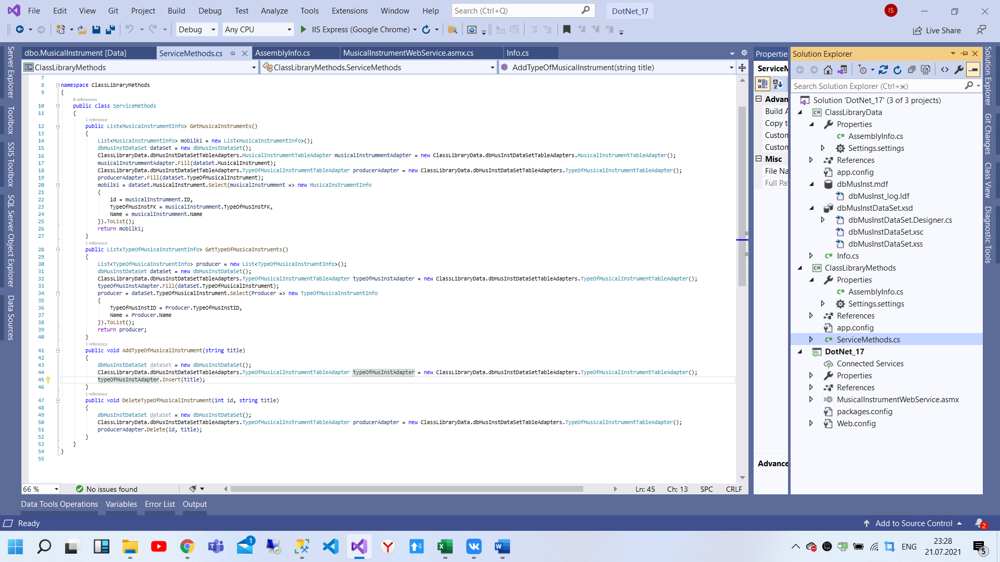 File Edit View Git Project Build Debug Test Analyze Tools Extensions Window Help Search (Ctrl+Q) DotNet_17 IS
Debug Any CPU IIS Express (Google Chrome) Live Share
Server Explorer
Toolbox
SSIS Toolbox
SQL Server Object Explorer
Data Sources
dbo.MusicalInstrument [Data] ServiceMethods.cs AssemblyInfo.cs MusicalInstrumentWebService.asmx.cs Info.cs
ClassLibraryMethods ClassLibraryMethods.ServiceMethods AddTypeOfMusicalInstrument(string title)
7
8 namespace ClassLibraryMethods
9 {
8 references
10 public class ServiceMethods
11 {
1 reference
12 public List<MusicaInstrumentInfo> GetMusicaInstruments()
13 {
14 List<MusicaInstrumentInfo> mobilki = new List<MusicaInstrumentInfo>();
15 dbMusInstDataSet dataSet = new dbMusInstDataSet();
16 ClassLibraryData.dbMusInstDataSetTableAdapters.MusicalInstrumentTableAdapter musicalInstrummentAdapter = new ClassLibraryData.dbMusInstDataSetTableAdapters.MusicalInstrumentTableAdapter();
17 musicalInstrummentAdapter.Fill(dataSet.MusicalInstrument);
18 ClassLibraryData.dbMusInstDataSetTableAdapters.TypeOfMusicalInstrumentTableAdapter producerAdapter = new ClassLibraryData.dbMusInstDataSetTableAdapters.TypeOfMusicalInstrumentTableAdapter();
19 producerAdapter.Fill(dataSet.TypeOfMusicalInstrument);
20 mobilki = dataSet.MusicalInstrument.Select(musicalInstrumment => new MusicaInstrumentInfo
21 {
22 id = musicalInstrumment.ID,
23 TypeOfMusInstFK = musicalInstrumment.TypeOfMusInstFK,
24 Name = musicalInstrumment.Name
25 }).ToList();
26 return mobilki;
27 }
1 reference
28 public List<TypeOfMusicaInstruentInfo> GetTypeOfMusicaInstruents()
29 {
30 List<TypeOfMusicaInstruentInfo> producer = new List<TypeOfMusicaInstruentInfo>();
31 dbMusInstDataSet dataSet = new dbMusInstDataSet();
32 ClassLibraryData.dbMusInstDataSetTableAdapters.TypeOfMusicalInstrumentTableAdapter typeOfMusInstAdapter = new ClassLibraryData.dbMusInstDataSetTableAdapters.TypeOfMusicalInstrumentTableAdapter();
33 typeOfMusInstAdapter.Fill(dataSet.TypeOfMusicalInstrument);
34 producer = dataSet.TypeOfMusicalInstrument.Select(Producer => new TypeOfMusicaInstruentInfo
35 {
36 TypeOfMusInstID = Producer.TypeOfMusInstID,
37 Name = Producer.Name
38 }).ToList();
39 return producer;
40 }
1 reference
41 public void AddTypeOfMusicalInstrument(string title)
42 {
43 dbMusInstDataSet dataSet = new dbMusInstDataSet();
44 ClassLibraryData.dbMusInstDataSetTableAdapters.TypeOfMusicalInstrumentTableAdapter typeOfMusInstAdapter = new ClassLibraryData.dbMusInstDataSetTableAdapters.TypeOfMusicalInstrumentTableAdapter();
45 typeOfMusInstAdapter.Insert(title);
46 }
1 reference
47 public void DeleteTypeOfMusicalInstrument(int id, string title)
48 {
49 dbMusInstDataSet dataSet = new dbMusInstDataSet();
50 ClassLibraryData.dbMusInstDataSetTableAdapters.TypeOfMusicalInstrumentTableAdapter producerAdapter = new ClassLibraryData.dbMusInstDataSetTableAdapters.TypeOfMusicalInstrumentTableAdapter();
51 producerAdapter.Delete(id, title);
52 }
53 }
54 }
55
66 % No issues found Ln: 45 Ch: 13 SPC CRLF
Propertie
ServiceM
Advan
Build A
Copy t
Custon
Custon
Misc
File Na
Full Pat
Advance
Solution Explorer
Search Solution Explorer (Ctrl+ж)
Solution 'DotNet_17' (3 of 3 projects)
ClassLibraryData
Properties
AssemblyInfo.cs
Settings.settings
References
app.config
dbMusInst.mdf
dbMusInst_log.ldf
dbMusInstDataSet.xsd
dbMusInstDataSet.Designer.cs
dbMusInstDataSet.xsc
dbMusInstDataSet.xss
Info.cs
ClassLibraryMethods
Properties
AssemblyInfo.cs
Settings.settings
References
app.config
ServiceMethods.cs
DotNet_17
Connected Services
Properties
References
MusicalInstrumentWebService.asmx
packages.config
Web.config
Solution Explorer
Git Changes
Class View
Diagnostic Tools
Data Tools Operations Variables Error List Output
Ready Add to Source Control 2
1 ENG 23:28
21.07.2021 5